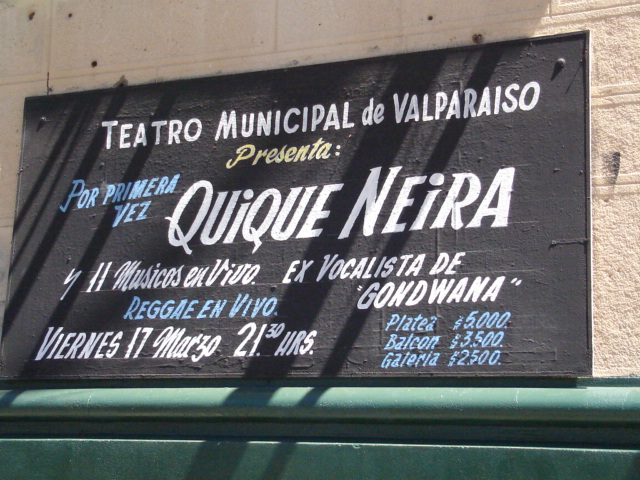 TEATRO MUNICIPAL de VALPARAISO
Presenta:
POR PRIMERA
VEZ
QUiQUE NEiRA
y 11 Musicos en Vivo. EX VOCALISTA DE
REGGAE EN VIVO. "GONDWANA"
VIERNES 17 Marzo 21.30 HRS.
Platea $5.000.
Balcon $3.500.
Galeria $2.500.